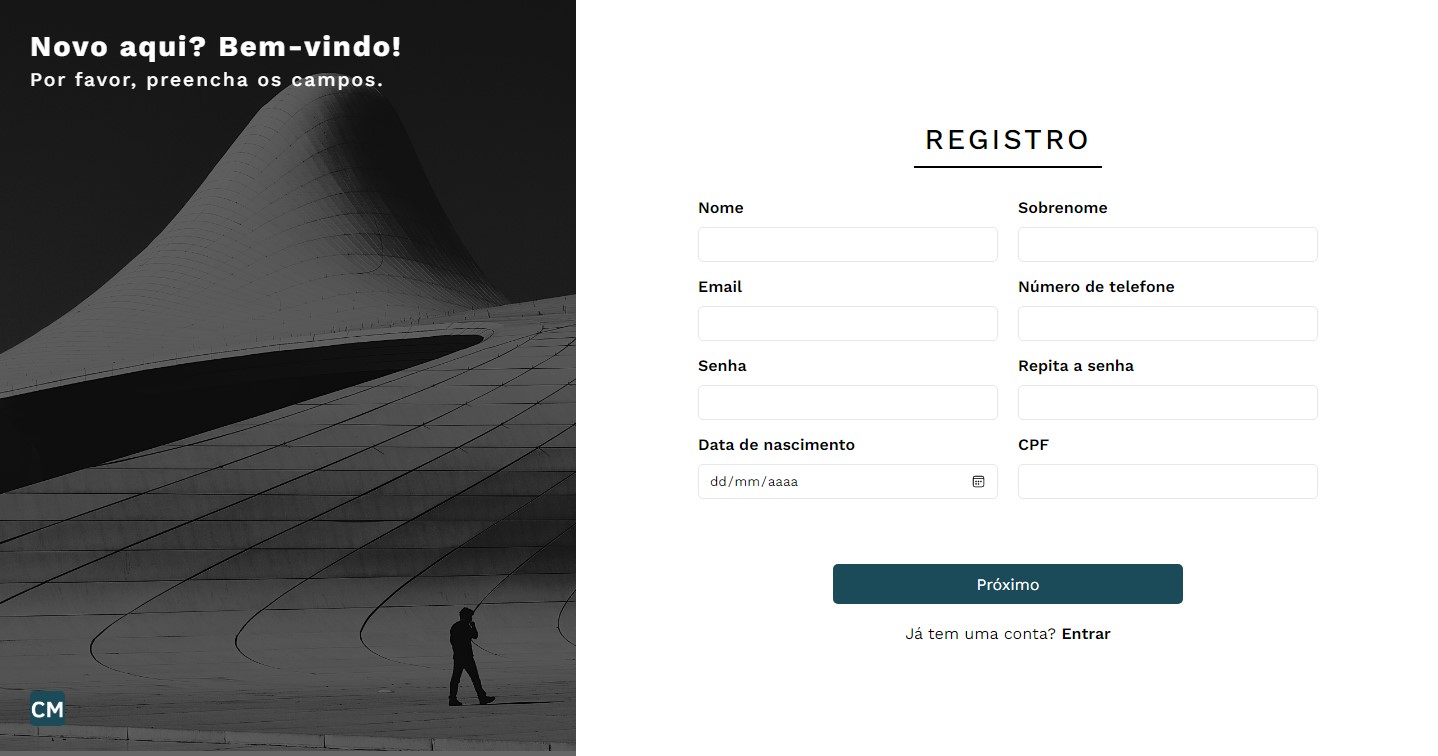 Novo aqui? Bem-vindo!
Por favor, preencha os campos.
CM
REGISTRO
Nome
Sobrenome
Email
Número de telefone
Senha
Repita a senha
Data de nascimento
CPF
dd/mm/aaaa
Próximo
Já tem uma conta? Entrar